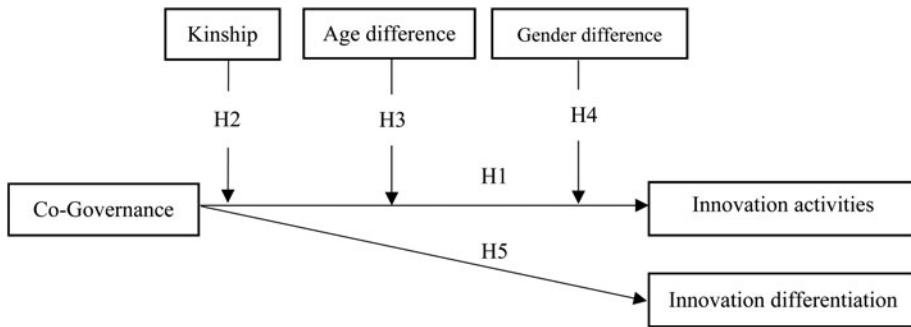 Kinship
Age difference
Gender difference
H2
H3
H4
H1
Co-Governance
Innovation activities
H5
Innovation differentiation